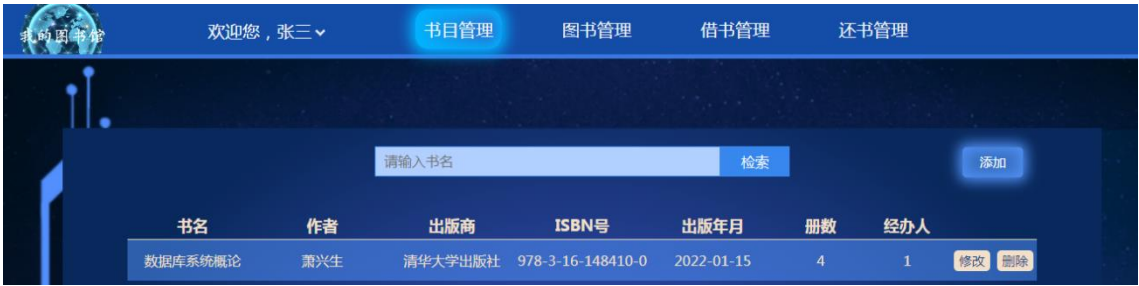 我的图书馆 欢迎您，张三 书目管理 图书管理 借书管理 还书管理
请输入书名 检索 添加
书名 作者 出版商 ISBN号 出版年月 册数 经办人
数据库系统概论 萧兴生 清华大学出版社 978-3-16-148410-0 2022-01-15 4 1 修改 删除